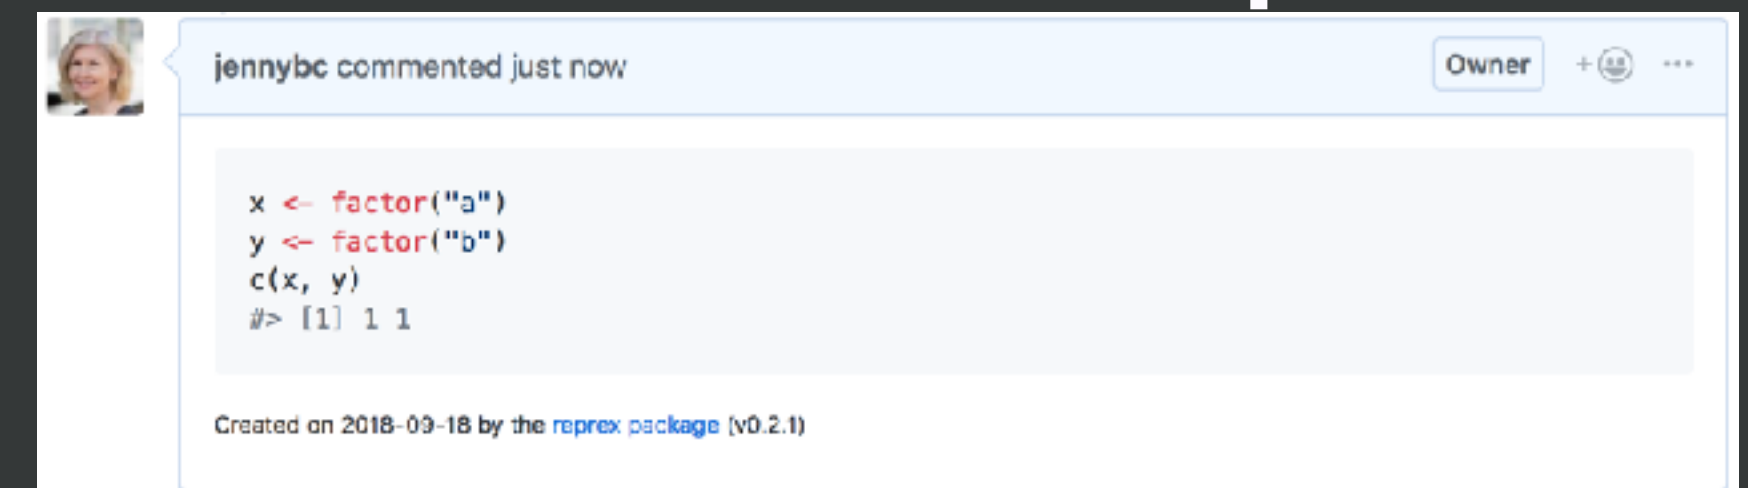 jennybc commented just now
Owner
x <- factor("a")
y <- factor("b")
c(x, y)
#> [1] 1 1
Created on 2018-09-18 by the reprex package (v0.2.1)